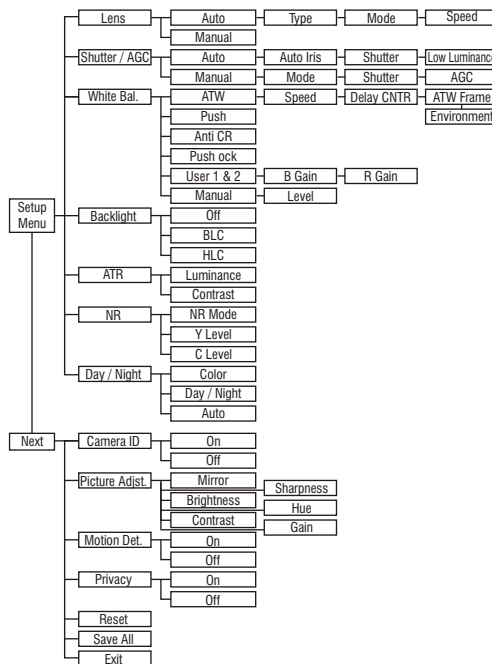 Lens Auto Type Mode Speed
Manual
Shutter / AGC Auto Auto Iris Shutter Low Luminance
Manual Mode Shutter AGC
White Bal. ATW Speed Delay CNTR ATW Frame
Push Environment
Anti CR
Push ock
User 1 & 2 B Gain R Gain
Manual Level
Setup
Menu
Backlight Off
BLC
HLC
ATR Luminance
Contrast
NR NR Mode
Y Level
C Level
Day / Night Color
Day / Night
Auto
Next Camera ID On
Off
Picture Adjst. Mirror
Sharpness
Brightness
Hue
Contrast
Gain
Motion Det. On
Off
Privacy On
Off
Reset
Save All
Exit